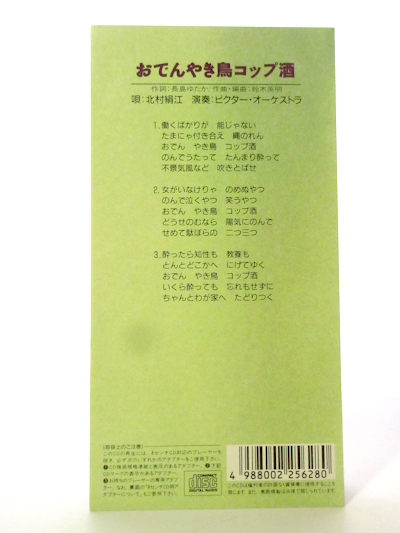 おでんやき鳥コップ酒
作詞:長島ゆたか/作曲・編曲:鈴木英明
唄:北村絹江 演奏:ビクター・オーケストラ
1.働くばかりが 能じゃない
たまにゃ付き合え 縄のれん
おでん やき鳥 コップ酒
のんでうたって たんまり酔って
不景気風など 吹きとばせ
2.女がいなけりゃ のめぬやつ
のんで泣くやつ 笑うやつ
おでん やき鳥 コップ酒
どうせのむなら 陽気にのんで
せめて駄ぼらの 二つ三つ
3.酔ったら知性も 教養も
とんとどこかへ にげてゆく
おでん やき鳥 コップ酒
いくら酔っても 忘れもせずに
ちゃんとわが家へ たどりつく
COMPACT
disc
DIGITAL AUDIO
4 988002 256280